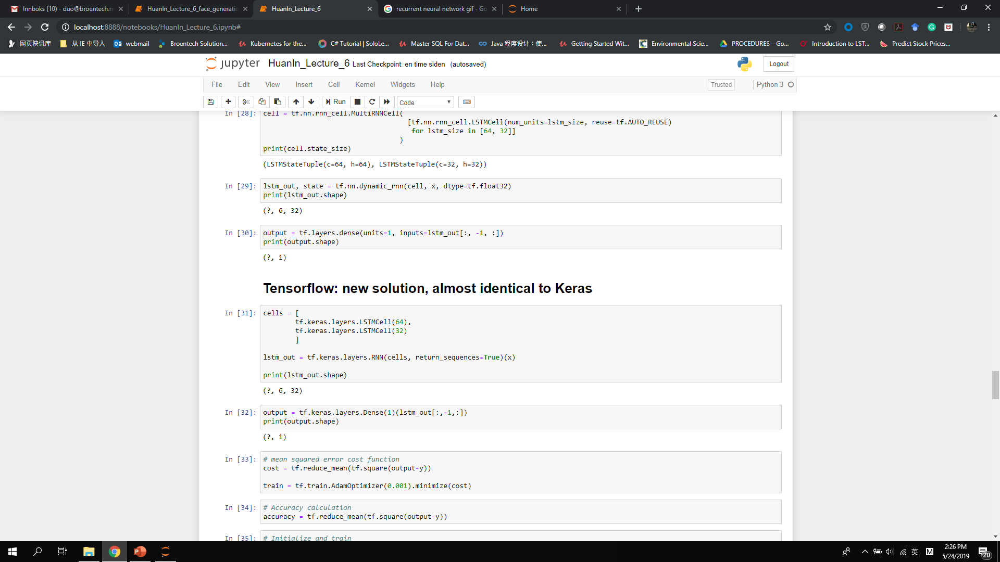 Innboks (10) - duo@broentech.n
HuanIn_Lecture_6_face_generatic
HuanIn_Lecture_6
recurrent neural network gif - Go
Home
localhost:8888/notebooks/HuanIn_Lecture_6.ipynb#
网页快讯库
从 IE 中导入
webmail
Broentech Solution...
Kubernetes for the...
C# Tutorial | SoloLe...
Master SQL For Dat...
Java 程序设计：使...
Getting Started Wit...
Environmental Scie...
PROCEDURES – Go...
Introduction to LST...
Predict Stock Prices...
jupyter HuanIn_Lecture_6 Last Checkpoint: en time siden (autosaved)
Logout
File Edit View Insert Cell Kernel Widgets Help
Trusted
Python 3
Run
Code
In [28]: cell = tf.nn.rnn_cell.MultiRNNCell(
[tf.nn.rnn_cell.LSTMCell(num_units=lstm_size, reuse=tf.AUTO_REUSE)
for lstm_size in [64, 32]]
)
print(cell.state_size)
(LSTMStateTuple(c=64, h=64), LSTMStateTuple(c=32, h=32))
In [29]: lstm_out, state = tf.nn.dynamic_rnn(cell, x, dtype=tf.float32)
print(lstm_out.shape)
(?, 6, 32)
In [30]: output = tf.layers.dense(units=1, inputs=lstm_out[:, -1, :])
print(output.shape)
(?, 1)
Tensorflow: new solution, almost identical to Keras
In [31]: cells = [
tf.keras.layers.LSTMCell(64),
tf.keras.layers.LSTMCell(32)
]
lstm_out = tf.keras.layers.RNN(cells, return_sequences=True)(x)
print(lstm_out.shape)
(?, 6, 32)
In [32]: output = tf.keras.layers.Dense(1)(lstm_out[:,-1,:])
print(output.shape)
(?, 1)
In [33]: # mean squared error cost function
cost = tf.reduce_mean(tf.square(output-y))
train = tf.train.AdamOptimizer(0.001).minimize(cost)
In [34]: # Accuracy calculation
accuracy = tf.reduce_mean(tf.square(output-y))
In [35]: # Initialize and train
英
M
2:26 PM
5/24/2019
20